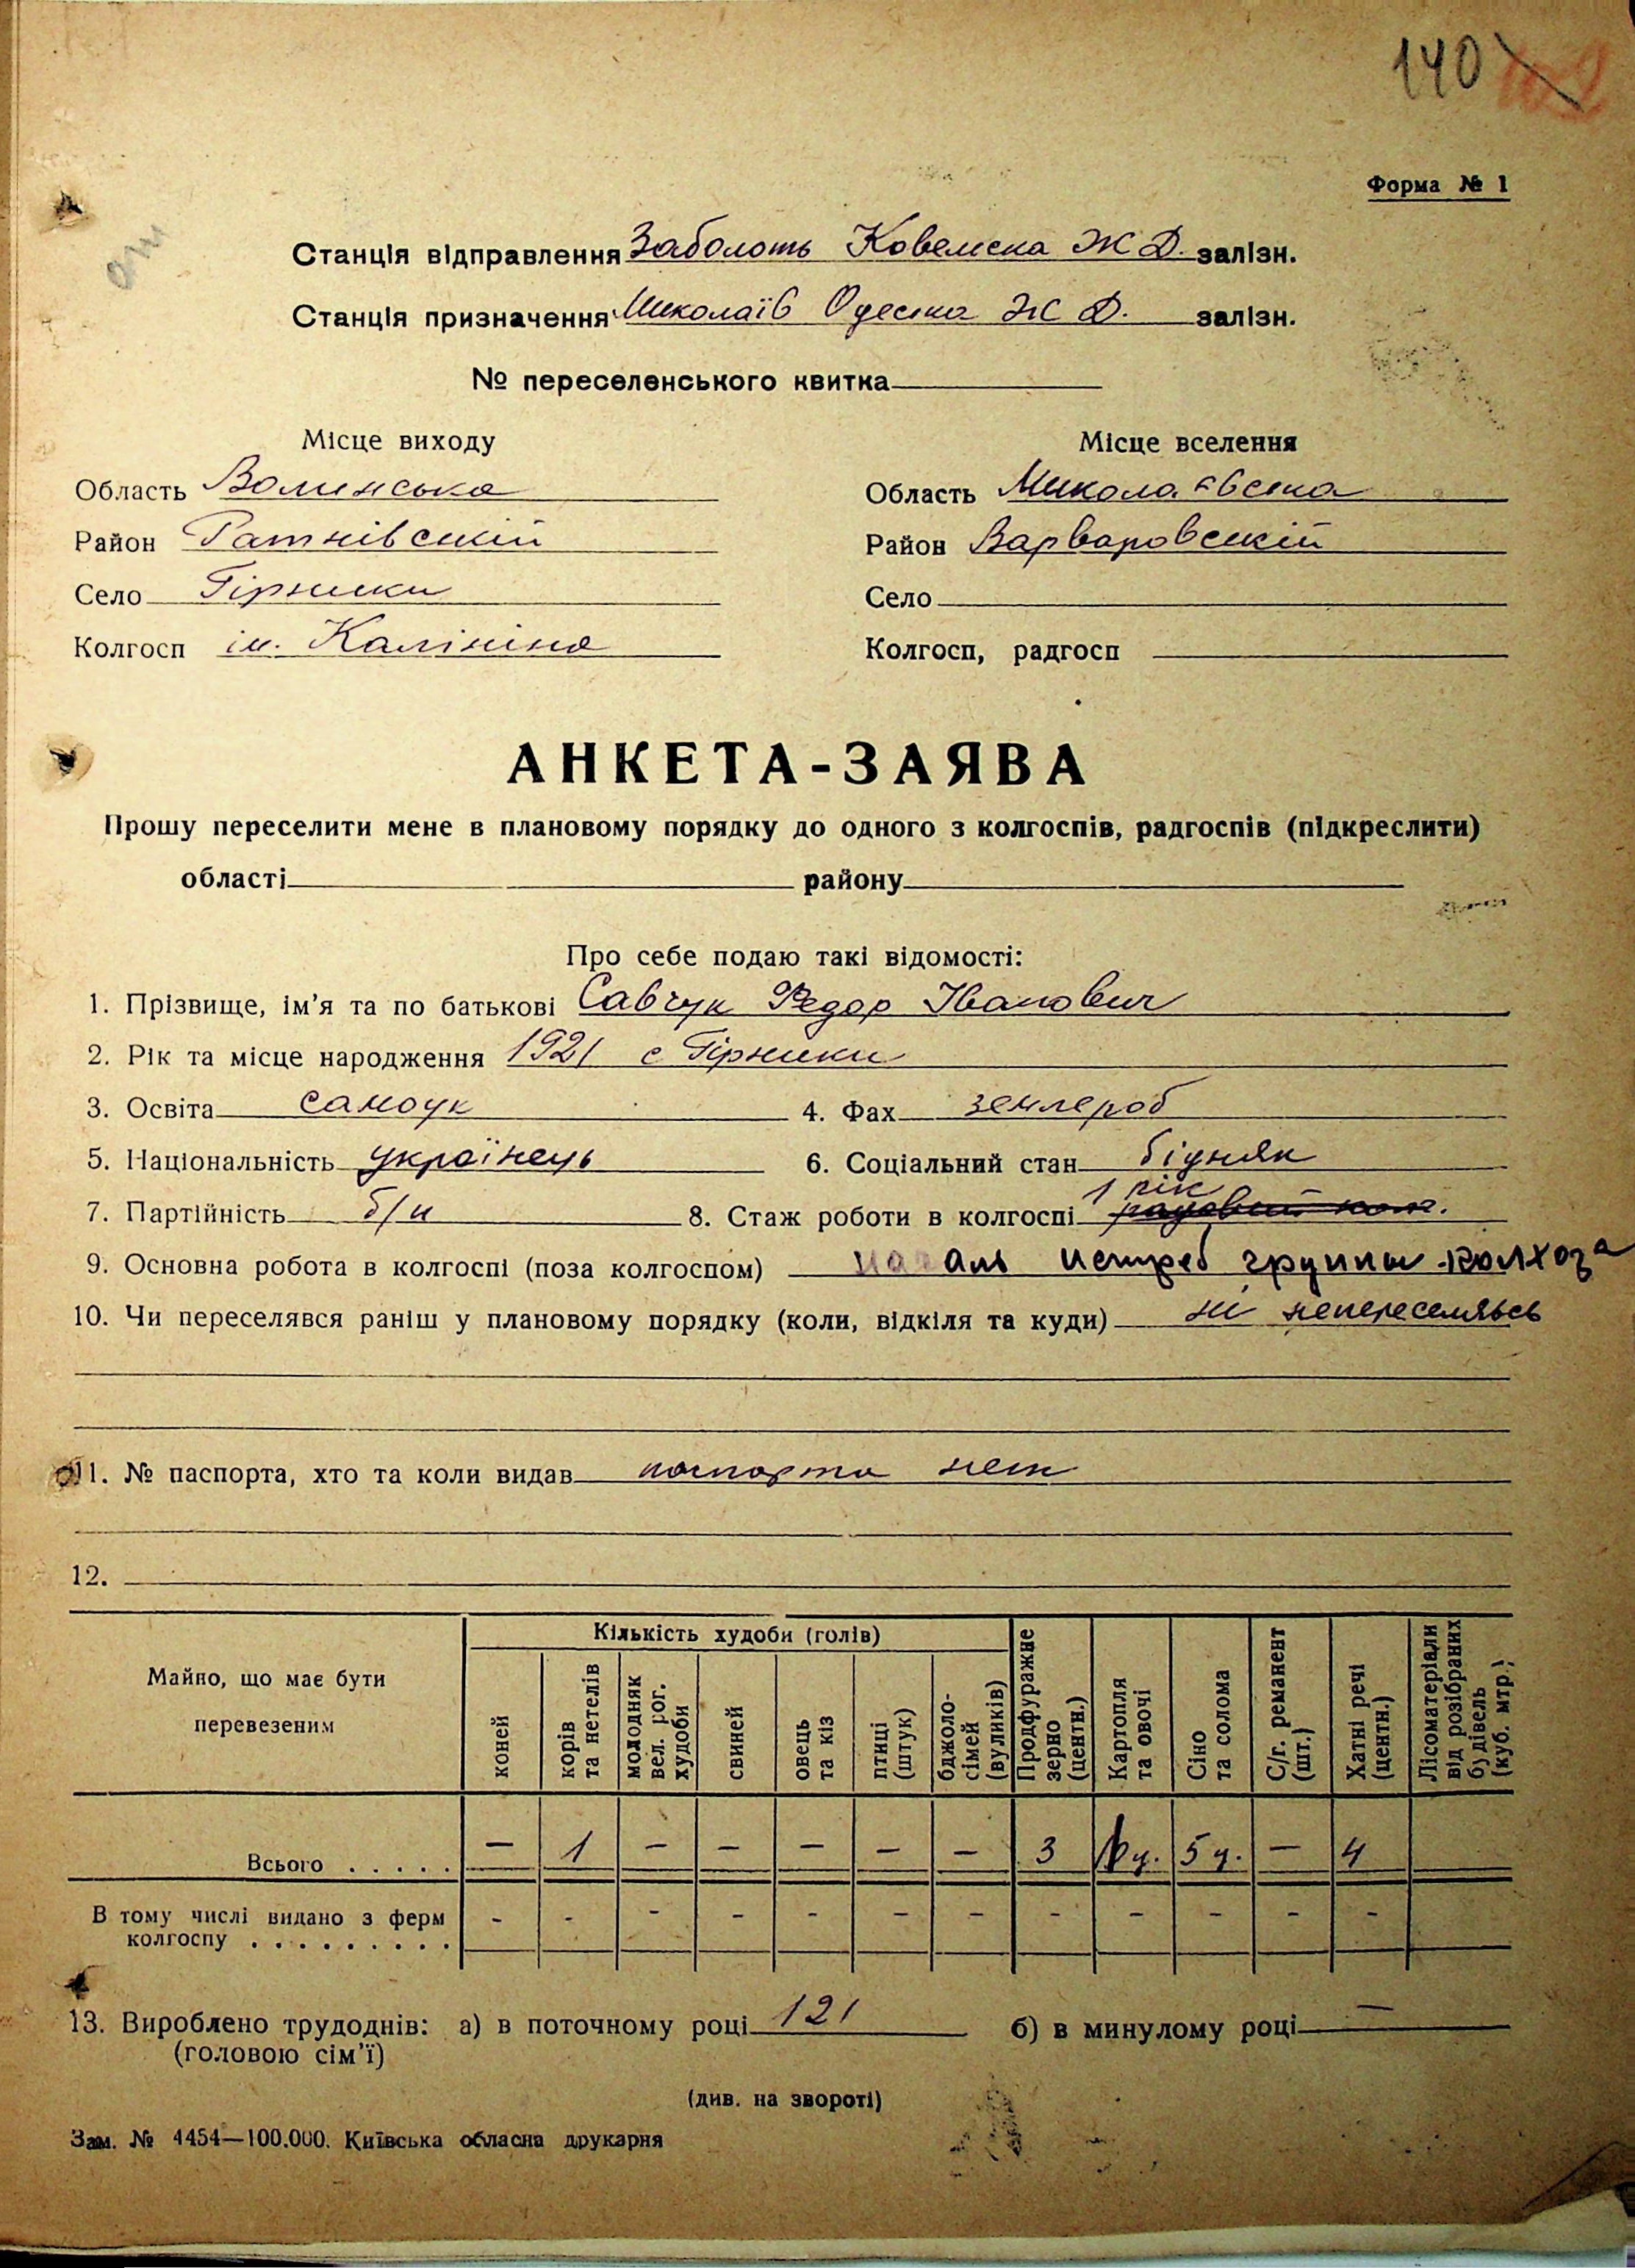 140
Форма № 1
Станція відправлення Заболоть Ковельска Ж Д. залізн.
Станція призначення Миколаїв Одеська Ж Д. залізн.
№ переселенського квитка
Місце виходу Місце вселення
Область Волинська Область Миколаєвська
Район Ратнівский Район Варваровский
Село Гірники Село
Колгосп ім. Калініна Колгосп, радгосп
АНКЕТА-ЗАЯВА
Прошу переселити мене в плановому порядку до одного з колгоспів, радгоспів (підкреслити)
області району
Про себе подаю такі відомості:
1. Прізвище, ім'я та по батькові Савчук Федор Іванович
2. Рік та місце народження 1921 с Гірники
3. Освіта самоук 4. Фах землероб
5. Національність українець 6. Соціальний стан бідняк
7. Партійність б/п 8. Стаж роботи в колгоспі 1 рік
9. Основна робота в колгоспі (поза колгоспом) истреб группы колхоза
10. Чи переселявся раніш у плановому порядку (коли, відкіля та куди) ні непереселявсь
11. № паспорта, хто та коли видав паспорта нет
12.
Майно, що має бути перевезеним
Кількість худоби (голів)
коней
корів та нетелів
молодняк вел. рог. худоби
свиней
овець та кіз
птиці (штук)
бджоло-сімей (вуликів)
Продфуражне зерно (центн.)
Картопля та овочі
Сіно та солома
С/г. реманент (шт.)
Хатні речі (центн.)
Лісоматеріали від розібраних будівель (куб. мтр.)
Всього . . . . . — 1 — — — — — 3 ц. 5 ц. — 4
В тому числі видано з ферм
колгоспу . . . . . . . . . - - - - - - - - - - - -
13. Вироблено трудоднів: а) в поточному році 121 б) в минулому році —
(головою сім'ї)
(див. на звороті)
Зам. № 4454—100.000. Київська обласна друкарня